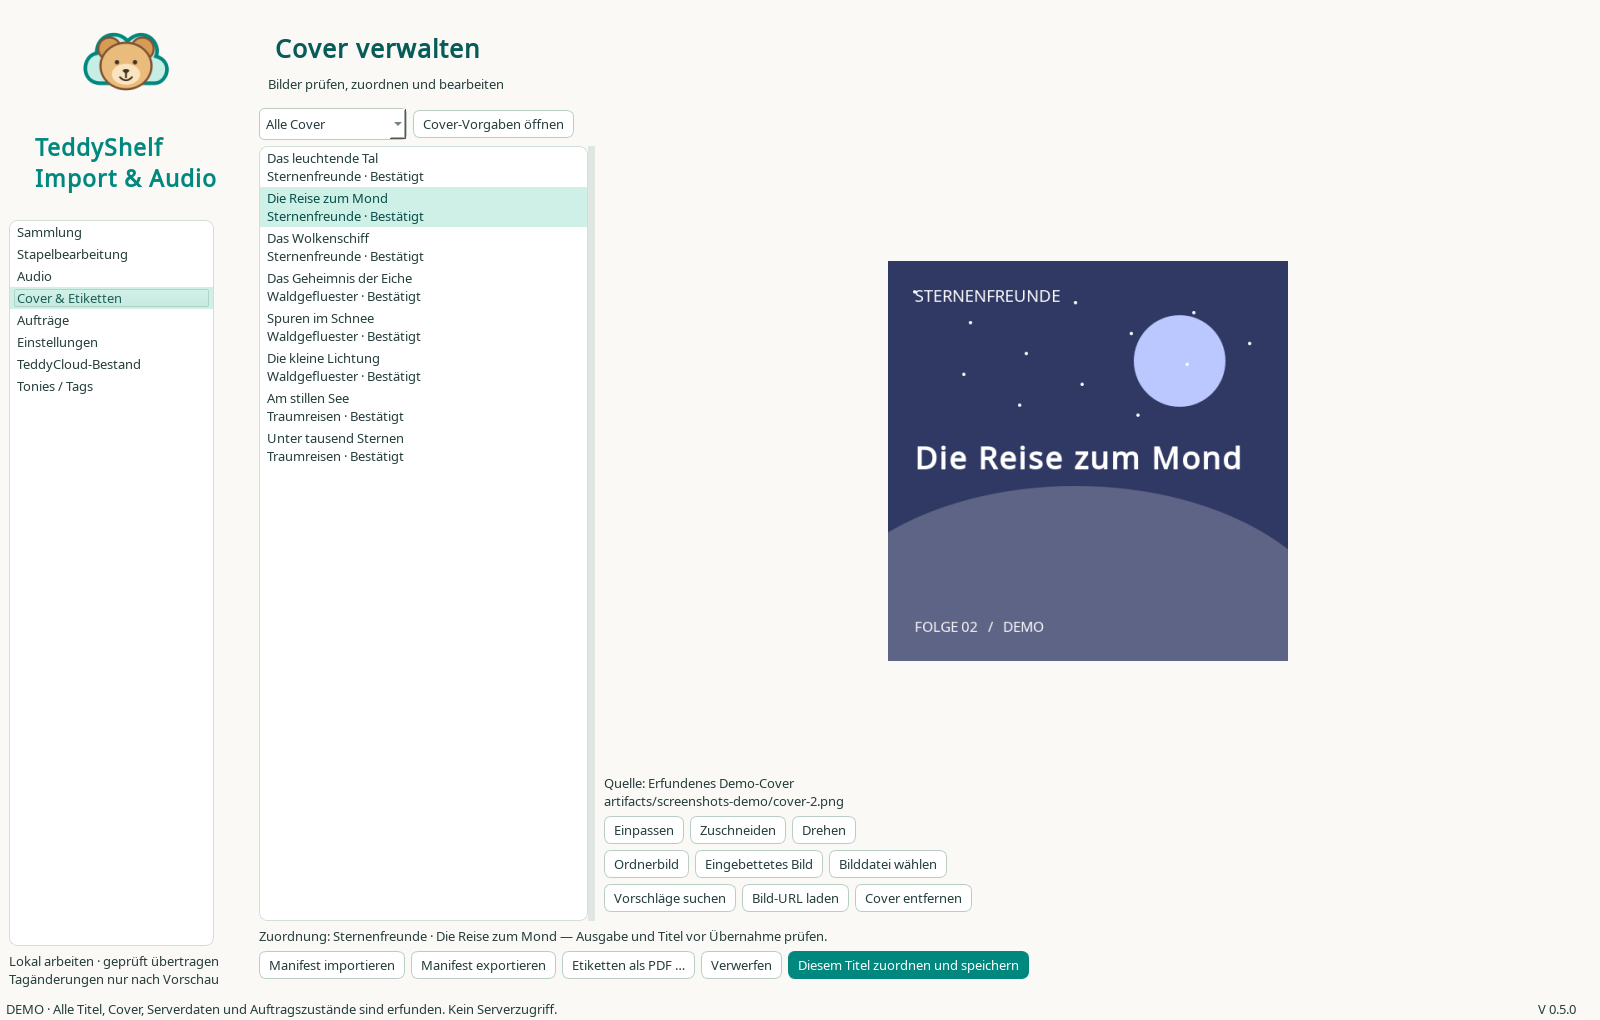 TeddyShelf
Import & Audio
Sammlung
Stapelbearbeitung
Audio
Cover & Etiketten
Aufträge
Einstellungen
TeddyCloud-Bestand
Tonies / Tags
Lokal arbeiten · geprüft übertragen
Tagänderungen nur nach Vorschau
Cover verwalten
Bilder prüfen, zuordnen und bearbeiten
Alle Cover
Cover-Vorgaben öffnen
Das leuchtende Tal
Sternenfreunde · Bestätigt
Die Reise zum Mond
Sternenfreunde · Bestätigt
Das Wolkenschiff
Sternenfreunde · Bestätigt
Das Geheimnis der Eiche
Waldgefluester · Bestätigt
Spuren im Schnee
Waldgefluester · Bestätigt
Die kleine Lichtung
Waldgefluester · Bestätigt
Am stillen See
Traumreisen · Bestätigt
Unter tausend Sternen
Traumreisen · Bestätigt
STERNENFREUNDE
Die Reise zum Mond
FOLGE 02 / DEMO
Quelle: Erfundenes Demo-Cover
artifacts/screenshots-demo/cover-2.png
Einpassen
Zuschneiden
Drehen
Ordnerbild
Eingebettetes Bild
Bilddatei wählen
Vorschläge suchen
Bild-URL laden
Cover entfernen
Zuordnung: Sternenfreunde · Die Reise zum Mond — Ausgabe und Titel vor Übernahme prüfen.
Manifest importieren
Manifest exportieren
Etiketten als PDF ...
Verwerfen
Diesem Titel zuordnen und speichern
DEMO · Alle Titel, Cover, Serverdaten und Auftragszustände sind erfunden. Kein Serverzugriff.
V 0.5.0